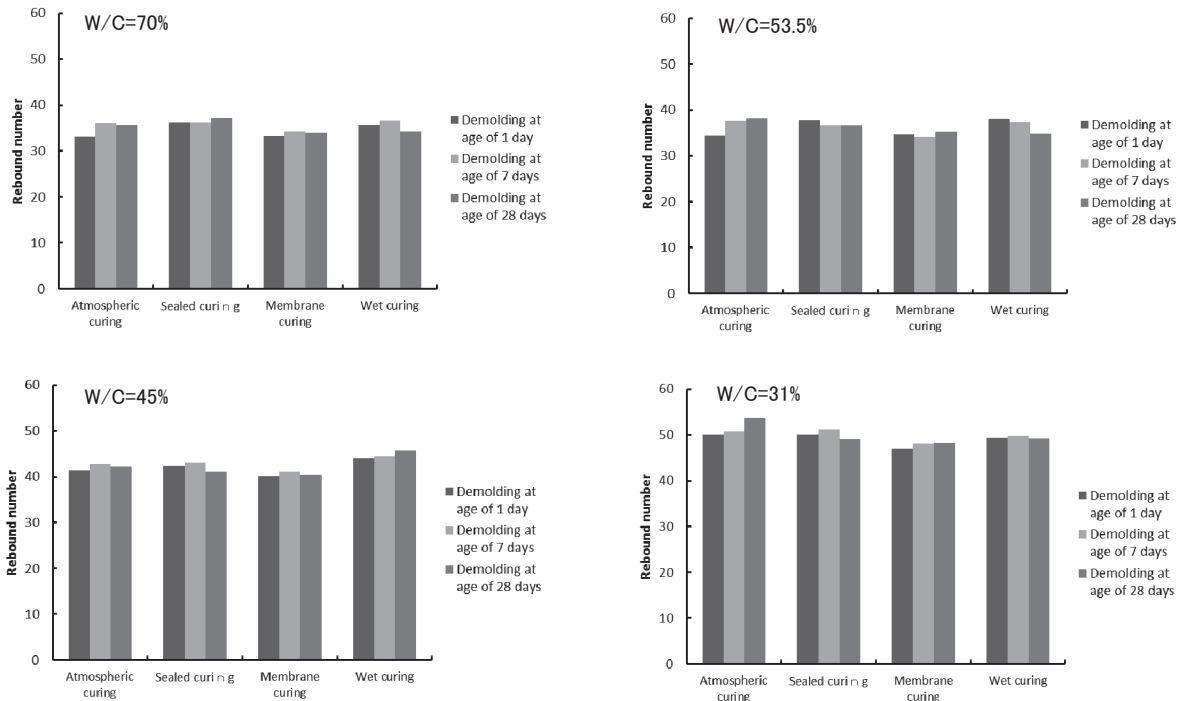 W/C=70%
60
50
40
30
20
10
0
Rebound number
Atmospheric
curing
Sealed curi n g
Membrane
curing
Wet curing
Demolding at
age of 1 day
Demolding at
age of 7 days
Demolding at
age of 28 days
W/C=53.5%
60
50
40
30
20
10
0
Rebound number
Atmospheric
curing
Sealed curi n g
Membrane
curing
Wet curing
Demolding at
age of 1 day
Demolding at
age of 7 days
Demolding at
age of 28 days
W/C=45%
60
50
40
30
20
10
0
Rebound number
Atmospheric
curing
Sealed curi n g
Membrane
curing
Wet curing
Demolding at
age of 1 day
Demolding at
age of 7 days
Demolding at
age of 28 days
W/C=31%
60
50
40
30
20
10
0
Rebound number
Atmospheric
curing
Sealed curi n g
Membrane
curing
Wet curing
Demolding at
age of 1 day
Demolding at
age of 7 days
Demolding at
age of 28 days